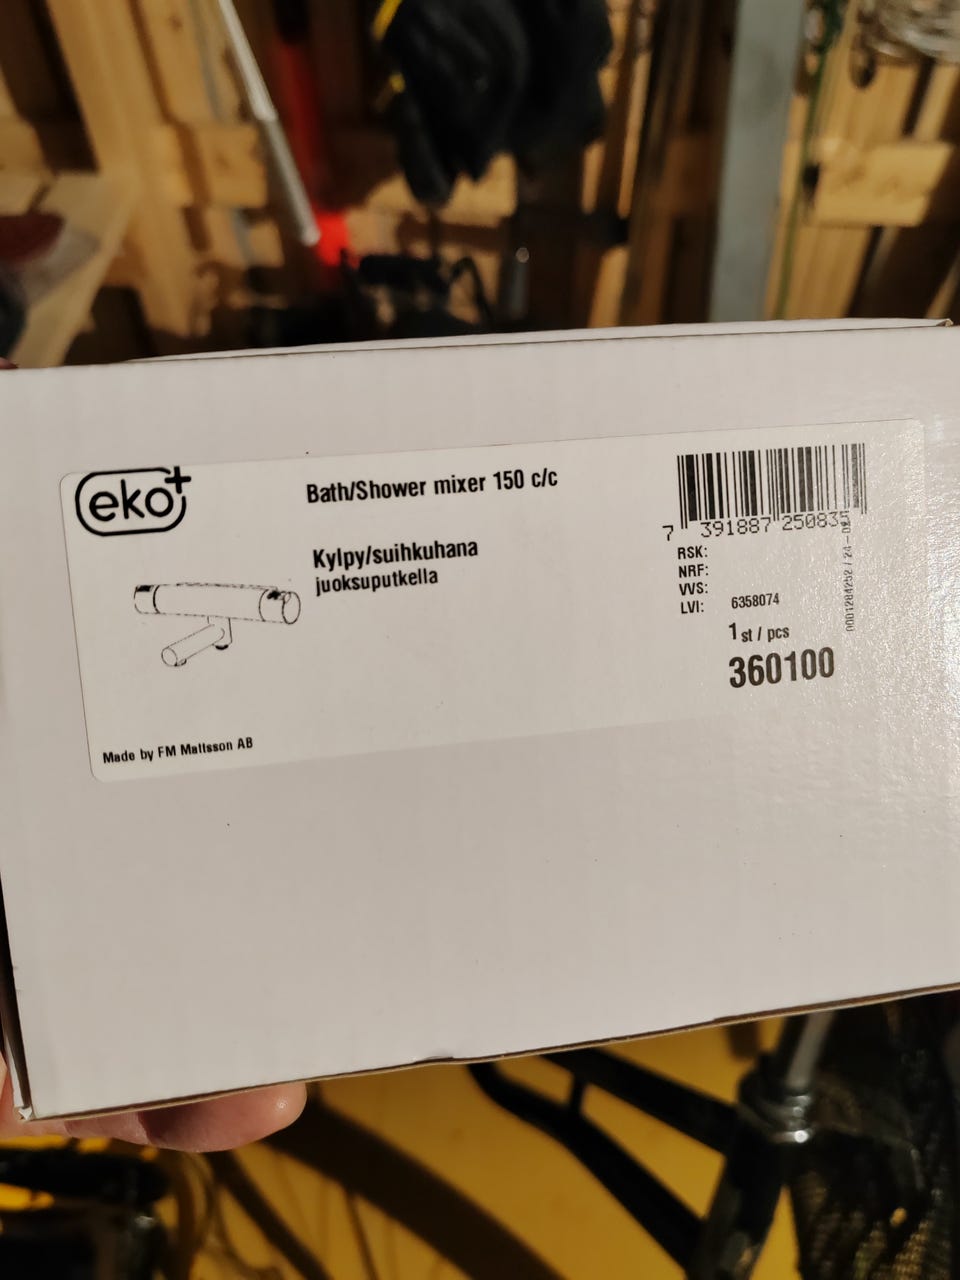 eko+
Bath/Shower mixer 150 c/c
Kylpy/suihkuhana
juoksuputkella
Made by FM Mattsson AB
7 391887 250835
RSK:
NRF:
VVS:
LVI: 6358074
1 st / pcs
360100